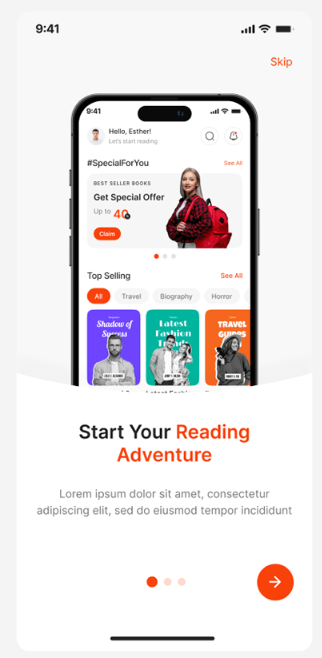 9:41
Skip
9:41
Hello, Esther!
Let's start reading
#SpecialForYou
See All
BEST SELLER BOOKS
Get Special Offer
Up to 40
Claim
Top Selling
See All
All
Travel
Biography
Horror
Shadow of
Success
Latest
Fashion
Trends
TRAVEL
GUIDES
Start Your Reading
Adventure
Lorem ipsum dolor sit amet, consectetur
adipiscing elit, sed do eiusmod tempor incididunt